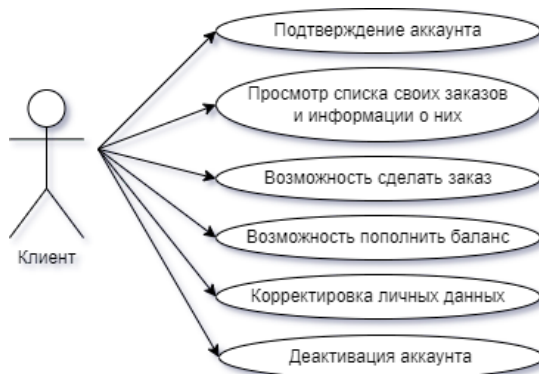 Подтверждение аккаунта
Просмотр списка своих заказов
и информации о них
Возможность сделать заказ
Возможность пополнить баланс
Клиент
Корректировка личных данных
Деактивация аккаунта